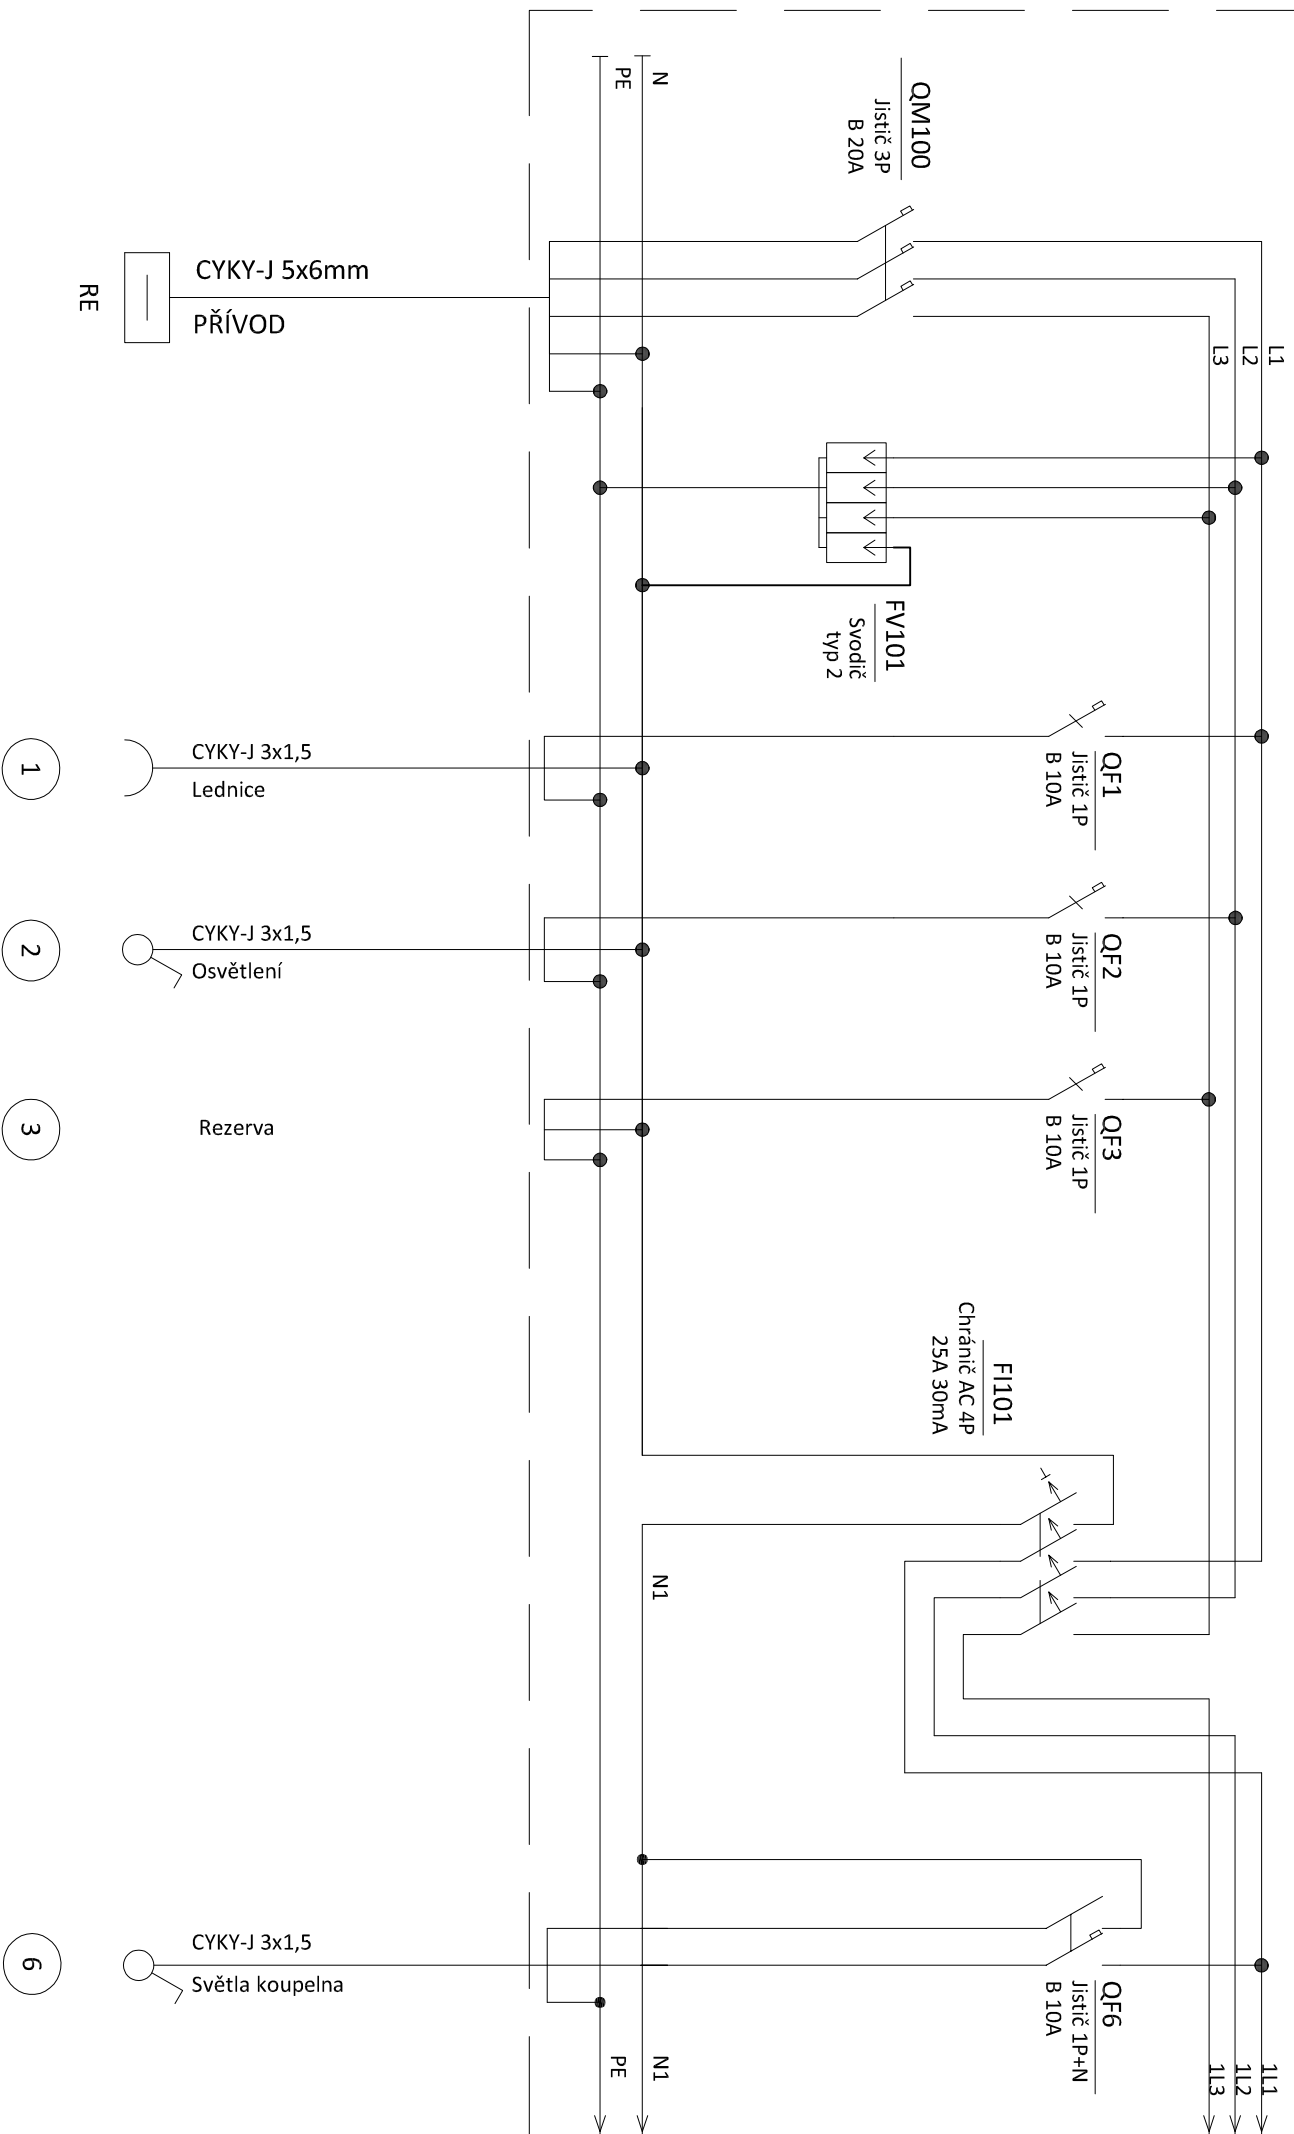 N
PE
QM100
Jistič 3P
B 20A
CYKY-J 5x6mm
PŘÍVOD
RE
L1
L2
L3
FV101
Svodič
typ 2
QF1
Jistič 1P
B 10A
CYKY-J 3x1,5
Lednice
1
QF2
Jistič 1P
B 10A
CYKY-J 3x1,5
Osvětlení
2
QF3
Jistič 1P
B 10A
Rezerva
3
FI101
Chránič AC 4P
25A 30mA
N1
QF6
Jistič 1P+N
B 10A
CYKY-J 3x1,5
Světla koupelna
6
1L1
1L2
1L3
N1
PE